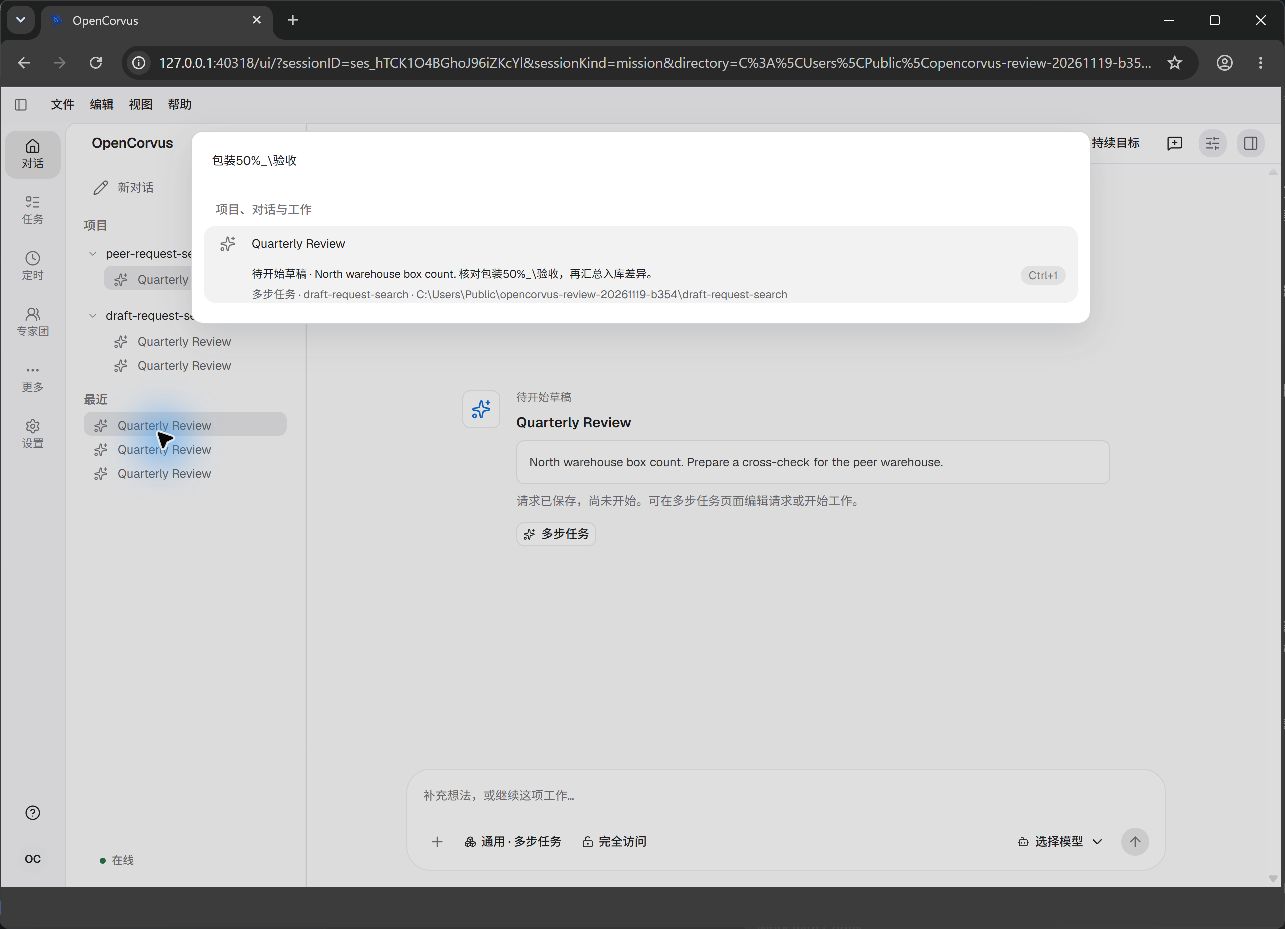 OpenCorvus
127.0.0.1:40318/ui/?sessionID=ses_hTCK1O4BGhoJ96iZKcYl&sessionKind=mission&directory=C%3A%5CUsers%5CPublic%5Copencorvus-review-20261119-b35...
文件 编辑 视图 帮助
对话
任务
定时
专家团
更多
设置
OC
OpenCorvus
新对话
项目
peer-request-se
Quarterly
draft-request-se
Quarterly Review
Quarterly Review
最近
Quarterly Review
Quarterly Review
Quarterly Review
在线
包装50%_\验收
项目、对话与工作
Quarterly Review
待开始草稿 · North warehouse box count. 核对包装50%_\验收，再汇总入库差异。
多步任务 · draft-request-search · C:\Users\Public\opencorvus-review-20261119-b354\draft-request-search
Ctrl+1
持续目标
待开始草稿
Quarterly Review
North warehouse box count. Prepare a cross-check for the peer warehouse.
请求已保存，尚未开始。可在多步任务页面编辑请求或开始工作。
多步任务
补充想法，或继续这项工作...
通用 · 多步任务 完全访问 选择模型